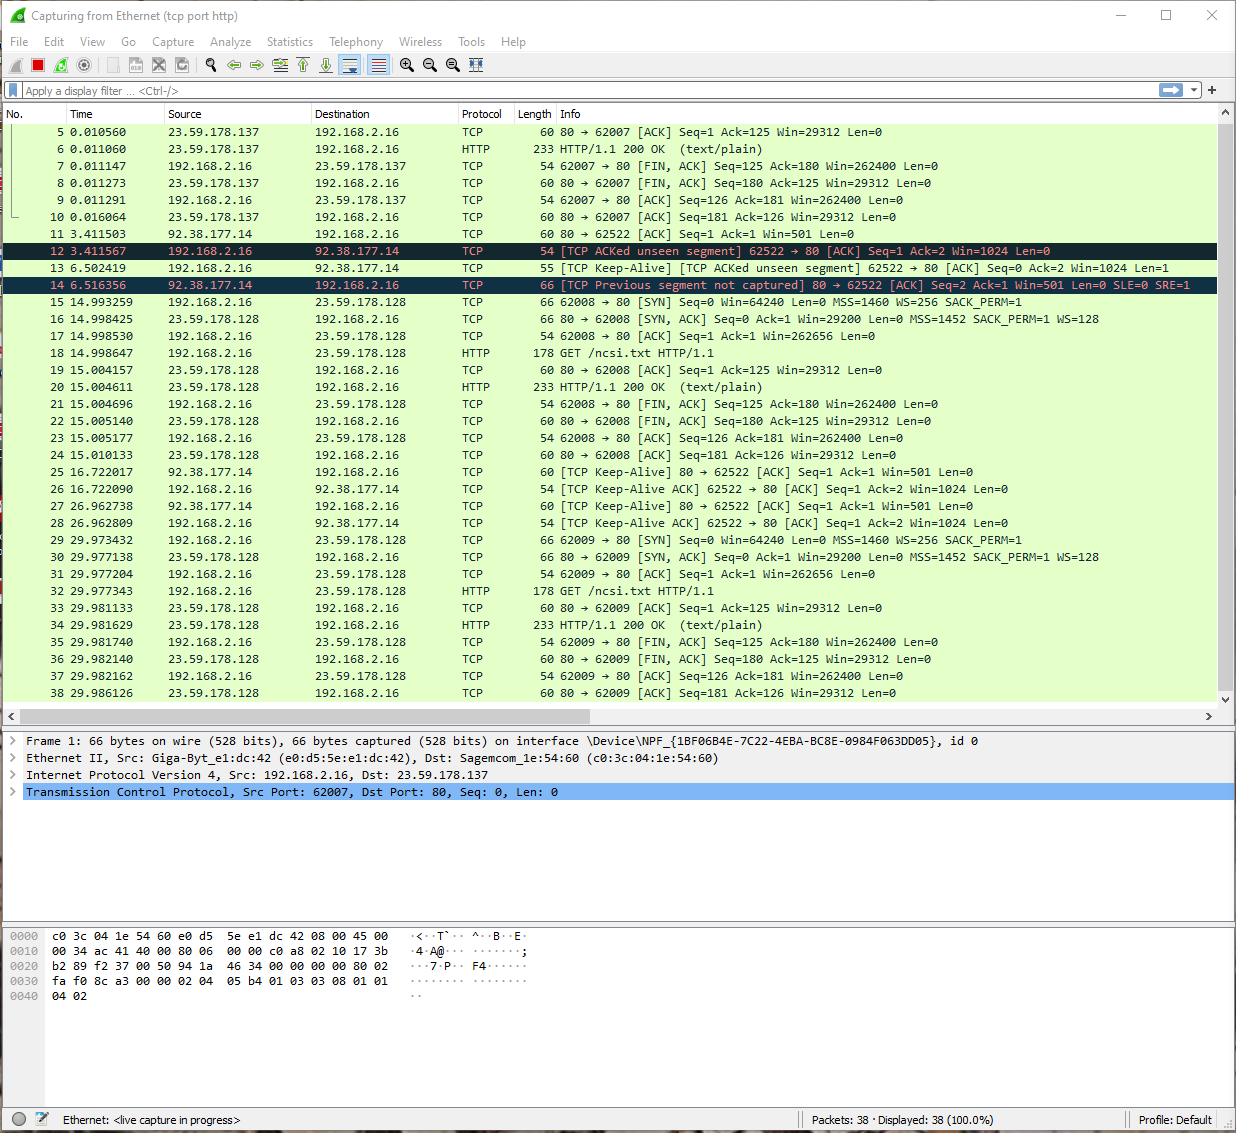 Capturing from Ethernet (tcp port http)
File Edit View Go Capture Analyze Statistics Telephony Wireless Tools Help
Apply a display filter ... <Ctrl-/>
No. Time Source Destination Protocol Length Info
5 0.010560 23.59.178.137 192.168.2.16 TCP 60 80 → 62007 [ACK] Seq=1 Ack=125 Win=29312 Len=0
6 0.011060 23.59.178.137 192.168.2.16 HTTP 233 HTTP/1.1 200 OK (text/plain)
7 0.011147 192.168.2.16 23.59.178.137 TCP 54 62007 → 80 [FIN, ACK] Seq=125 Ack=180 Win=262400 Len=0
8 0.011273 23.59.178.137 192.168.2.16 TCP 60 80 → 62007 [FIN, ACK] Seq=180 Ack=125 Win=29312 Len=0
9 0.011291 192.168.2.16 23.59.178.137 TCP 54 62007 → 80 [ACK] Seq=126 Ack=181 Win=262400 Len=0
10 0.016064 23.59.178.137 192.168.2.16 TCP 60 80 → 62007 [ACK] Seq=181 Ack=126 Win=29312 Len=0
11 3.411503 92.38.177.14 192.168.2.16 TCP 60 80 → 62522 [ACK] Seq=1 Ack=1 Win=501 Len=0
12 3.411567 192.168.2.16 92.38.177.14 TCP 54 [TCP ACKed unseen segment] 62522 → 80 [ACK] Seq=1 Ack=2 Win=1024 Len=0
13 6.502419 192.168.2.16 92.38.177.14 TCP 55 [TCP Keep-Alive] [TCP ACKed unseen segment] 62522 → 80 [ACK] Seq=0 Ack=2 Win=1024 Len=1
14 6.516356 92.38.177.14 192.168.2.16 TCP 66 [TCP Previous segment not captured] 80 → 62522 [ACK] Seq=2 Ack=1 Win=501 Len=0 SLE=0 SRE=1
15 14.993259 192.168.2.16 23.59.178.128 TCP 66 62008 → 80 [SYN] Seq=0 Win=64240 Len=0 MSS=1460 WS=256 SACK_PERM=1
16 14.998425 23.59.178.128 192.168.2.16 TCP 66 80 → 62008 [SYN, ACK] Seq=0 Ack=1 Win=29200 Len=0 MSS=1452 SACK_PERM=1 WS=128
17 14.998530 192.168.2.16 23.59.178.128 TCP 54 62008 → 80 [ACK] Seq=1 Ack=1 Win=262656 Len=0
18 14.998647 192.168.2.16 23.59.178.128 HTTP 178 GET /ncsi.txt HTTP/1.1
19 15.004157 23.59.178.128 192.168.2.16 TCP 60 80 → 62008 [ACK] Seq=1 Ack=125 Win=29312 Len=0
20 15.004611 23.59.178.128 192.168.2.16 HTTP 233 HTTP/1.1 200 OK (text/plain)
21 15.004696 192.168.2.16 23.59.178.128 TCP 54 62008 → 80 [FIN, ACK] Seq=125 Ack=180 Win=262400 Len=0
22 15.005140 23.59.178.128 192.168.2.16 TCP 60 80 → 62008 [FIN, ACK] Seq=180 Ack=125 Win=29312 Len=0
23 15.005177 192.168.2.16 23.59.178.128 TCP 54 62008 → 80 [ACK] Seq=126 Ack=181 Win=262400 Len=0
24 15.010133 23.59.178.128 192.168.2.16 TCP 60 80 → 62008 [ACK] Seq=181 Ack=126 Win=29312 Len=0
25 16.722017 92.38.177.14 192.168.2.16 TCP 60 [TCP Keep-Alive] 80 → 62522 [ACK] Seq=1 Ack=1 Win=501 Len=0
26 16.722090 192.168.2.16 92.38.177.14 TCP 54 [TCP Keep-Alive ACK] 62522 → 80 [ACK] Seq=1 Ack=2 Win=1024 Len=0
27 26.962738 92.38.177.14 192.168.2.16 TCP 60 [TCP Keep-Alive] 80 → 62522 [ACK] Seq=1 Ack=1 Win=501 Len=0
28 26.962809 192.168.2.16 92.38.177.14 TCP 54 [TCP Keep-Alive ACK] 62522 → 80 [ACK] Seq=1 Ack=2 Win=1024 Len=0
29 29.973432 192.168.2.16 23.59.178.128 TCP 66 62009 → 80 [SYN] Seq=0 Win=64240 Len=0 MSS=1460 WS=256 SACK_PERM=1
30 29.977138 23.59.178.128 192.168.2.16 TCP 66 80 → 62009 [SYN, ACK] Seq=0 Ack=1 Win=29200 Len=0 MSS=1452 SACK_PERM=1 WS=128
31 29.977204 192.168.2.16 23.59.178.128 TCP 54 62009 → 80 [ACK] Seq=1 Ack=1 Win=262656 Len=0
32 29.977343 192.168.2.16 23.59.178.128 HTTP 178 GET /ncsi.txt HTTP/1.1
33 29.981133 23.59.178.128 192.168.2.16 TCP 60 80 → 62009 [ACK] Seq=1 Ack=125 Win=29312 Len=0
34 29.981629 23.59.178.128 192.168.2.16 HTTP 233 HTTP/1.1 200 OK (text/plain)
35 29.981740 192.168.2.16 23.59.178.128 TCP 54 62009 → 80 [FIN, ACK] Seq=125 Ack=180 Win=262400 Len=0
36 29.982140 23.59.178.128 192.168.2.16 TCP 60 80 → 62009 [FIN, ACK] Seq=180 Ack=125 Win=29312 Len=0
37 29.982162 192.168.2.16 23.59.178.128 TCP 54 62009 → 80 [ACK] Seq=126 Ack=181 Win=262400 Len=0
38 29.986126 23.59.178.128 192.168.2.16 TCP 60 80 → 62009 [ACK] Seq=181 Ack=126 Win=29312 Len=0
Frame 1: 66 bytes on wire (528 bits), 66 bytes captured (528 bits) on interface \Device\NPF_{1BF06B4E-7C22-4EBA-BC8E-0984F063DD05}, id 0
Ethernet II, Src: Giga-Byt_e1:dc:42 (e0:d5:5e:e1:dc:42), Dst: Sagemcom_1e:54:60 (c0:3c:04:1e:54:60)
Internet Protocol Version 4, Src: 192.168.2.16, Dst: 23.59.178.137
Transmission Control Protocol, Src Port: 62007, Dst Port: 80, Seq: 0, Len: 0
0000 c0 3c 04 1e 54 60 e0 d5 5e e1 dc 42 08 00 45 00 ·<··T`·· ^··B··E·
0010 00 34 ac 41 40 00 80 06 00 00 c0 a8 02 10 17 3b ·4·A@··· ·······;
0020 b2 89 f2 37 00 50 94 1a 46 34 00 00 00 00 80 02 ···7·P·· F4······
0030 fa f0 8c a3 00 00 02 04 05 b4 01 03 03 08 01 01 ········ ········
0040 04 02 ··
Ethernet: <live capture in progress> Packets: 38 · Displayed: 38 (100.0%) Profile: Default